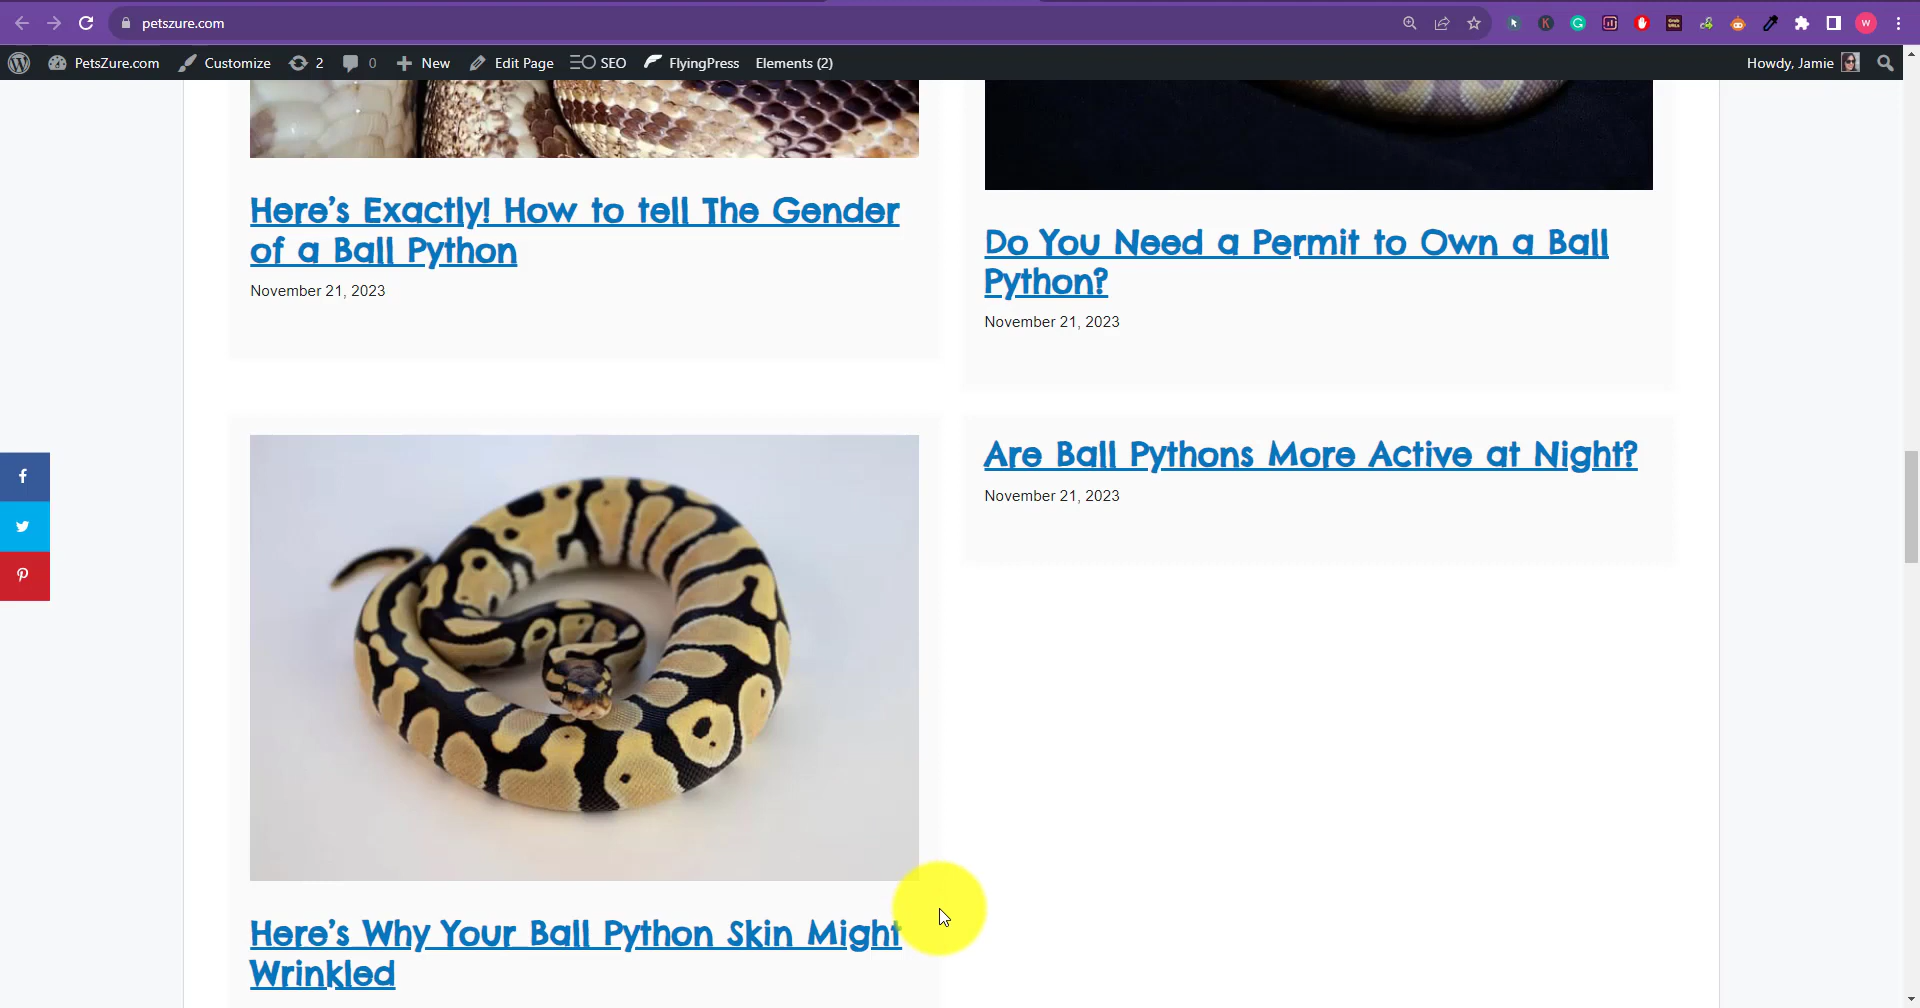 petszure.com
PetsZure.com
Customize
2
0
New
Edit Page
SEO
FlyingPress
Elements (2)
Howdy, Jamie
Here's Exactly! How to tell The Gender
of a Ball Python
November 21, 2023
Do You Need a Permit to Own a Ball
Python?
November 21, 2023
Are Ball Pythons More Active at Night?
November 21, 2023
Here's Why Your Ball Python Skin Might
Wrinkled